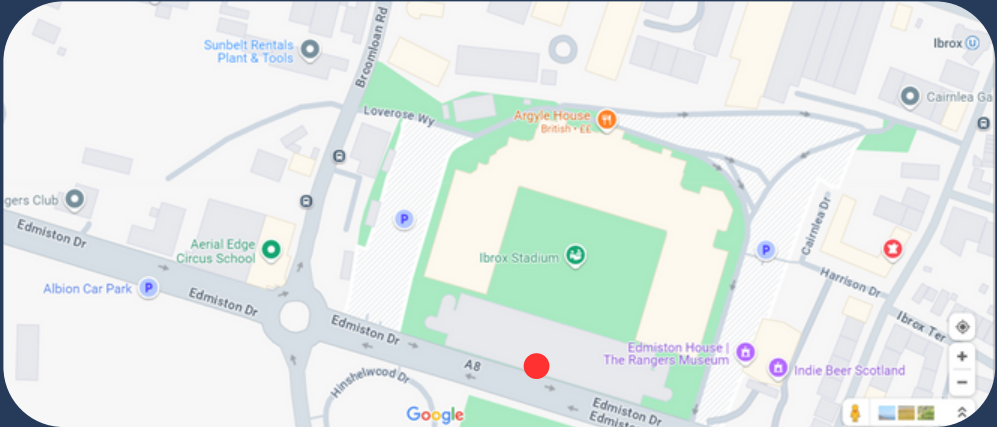 Broomloan Rd
Ibrox
Sunbelt Rentals
Plant & Tools
Cairnlea Ga
Loverose Wy
Argyle House
British • ££
gers Club
Edmiston Dr
Aerial Edge
Circus School
P
Ibrox Stadium
P
Cairnlea Dr
Harrison Dr
Albion Car Park
P
Edmiston Dr
Edmiston Dr
Ibrox Ter
A8
Edmiston House |
The Rangers Museum
Indie Beer Scotland
Hinshelwood Dr
Google
Edmiston Dr
Edmiston Dr